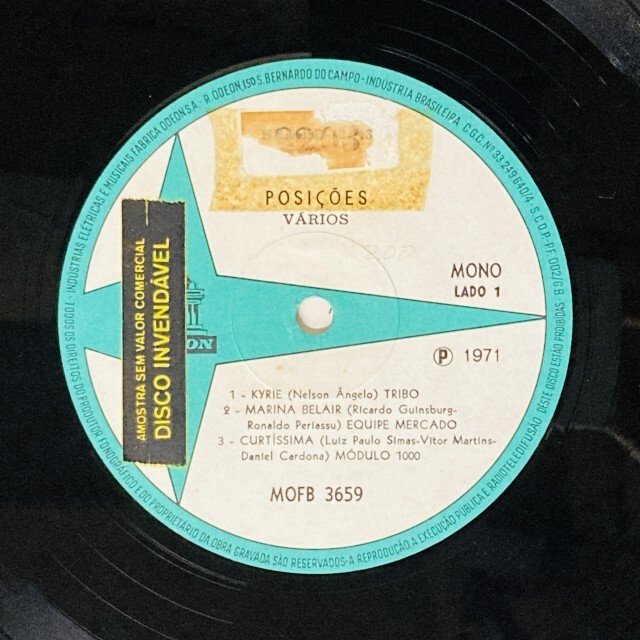 INDÚSTRIAS ELÉTRICAS E MUSICAIS FÁBRICA ODEON S.A. - R. ODEON, 150 S. BERNARDO DO CAMPO - INDÚSTRIA BRASILEIRA - C.G.C. Nº 33.249.640/4 - S.C.D.P.-PF 002/
POSIÇÕES
VÁRIOS
MONO
LADO 1
AMOSTRA SEM VALOR COMERCIAL
DISCO INVENDÁVEL
℗ 1971
1 - KYRIE (Nelson Ângelo) TRIBO
2 - MARINA BELAIR (Ricardo Guinsburg-
Ronaldo Periassu) EQUIPE MERCADO
3 - CURTÍSSIMA (Luiz Paulo Simas-Vitor Martins-
Daniel Cardona) MÓDULO 1000
MOFB 3659
TODOS OS DIREITOS DO PRODUTOR FONOGRÁFICO E DO PROPRIETÁRIO DA OBRA GRAVADA SÃO RESERVADOS - A REPRODUÇÃO, A EXECUÇÃO PÚBLICA E RADIOTELEDIFUSÃO DESTE DISCO ESTÃO PROIBIDAS